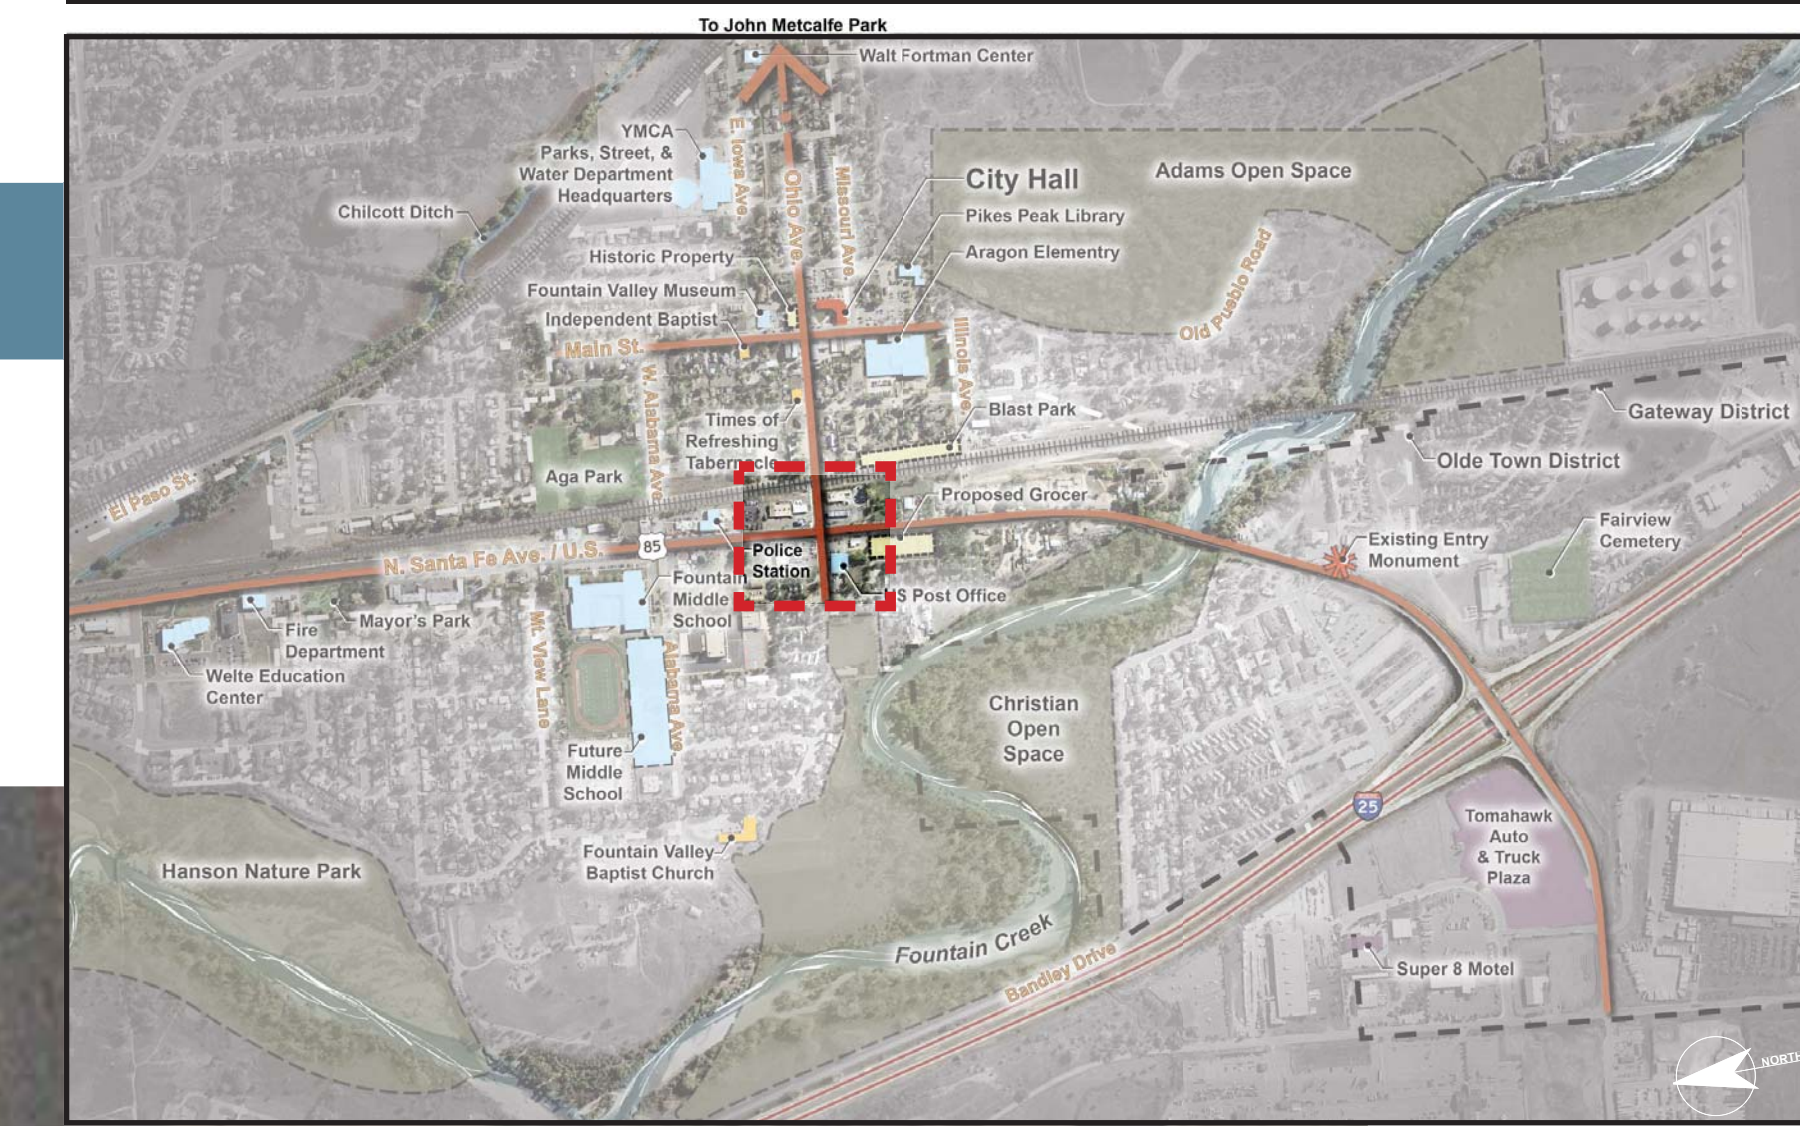 To John Metcalfe Park
Walt Fortman Center
YMCA
Parks, Street, &
Water Department
Headquarters
E. Iowa Ave.
Ohio Ave.
Missouri Ave.
City Hall
Adams Open Space
Chilcott Ditch
Pikes Peak Library
Historic Property
Aragon Elementry
Old Pueblo Road
Fountain Valley Museum
Independent Baptist
Main St.
Illinois Ave.
W. Alabama Ave.
Times of
Refreshing
Tabernacle
Blast Park
Gateway District
Olde Town District
Aga Park
El Paso St.
Proposed Grocer
N. Santa Fe Ave. / U.S.
85
Police
Station
Existing Entry
Monument
Fairview
Cemetery
Fountain
Middle
School
US Post Office
Fire
Department
Mayor's Park
Welte Education
Center
Mt. View Lane
Alabama Ave.
Future
Middle
School
Christian
Open
Space
25
Tomahawk
Auto
& Truck
Plaza
Fountain Valley
Baptist Church
Hanson Nature Park
Fountain Creek
Bandley Drive
Super 8 Motel
NORTH